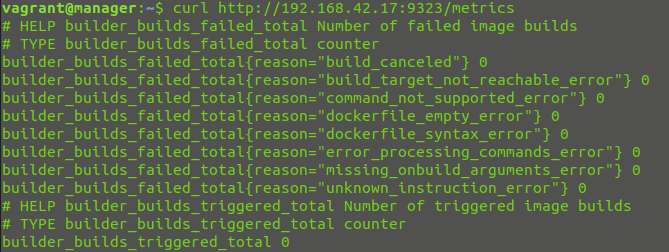 vagrant@manager:~$ curl http://192.168.42.17:9323/metrics
# HELP builder_builds_failed_total Number of failed image builds
# TYPE builder_builds_failed_total counter
builder_builds_failed_total{reason="build_canceled"} 0
builder_builds_failed_total{reason="build_target_not_reachable_error"} 0
builder_builds_failed_total{reason="command_not_supported_error"} 0
builder_builds_failed_total{reason="dockerfile_empty_error"} 0
builder_builds_failed_total{reason="dockerfile_syntax_error"} 0
builder_builds_failed_total{reason="error_processing_commands_error"} 0
builder_builds_failed_total{reason="missing_onbuild_arguments_error"} 0
builder_builds_failed_total{reason="unknown_instruction_error"} 0
# HELP builder_builds_triggered_total Number of triggered image builds
# TYPE builder_builds_triggered_total counter
builder_builds_triggered_total 0